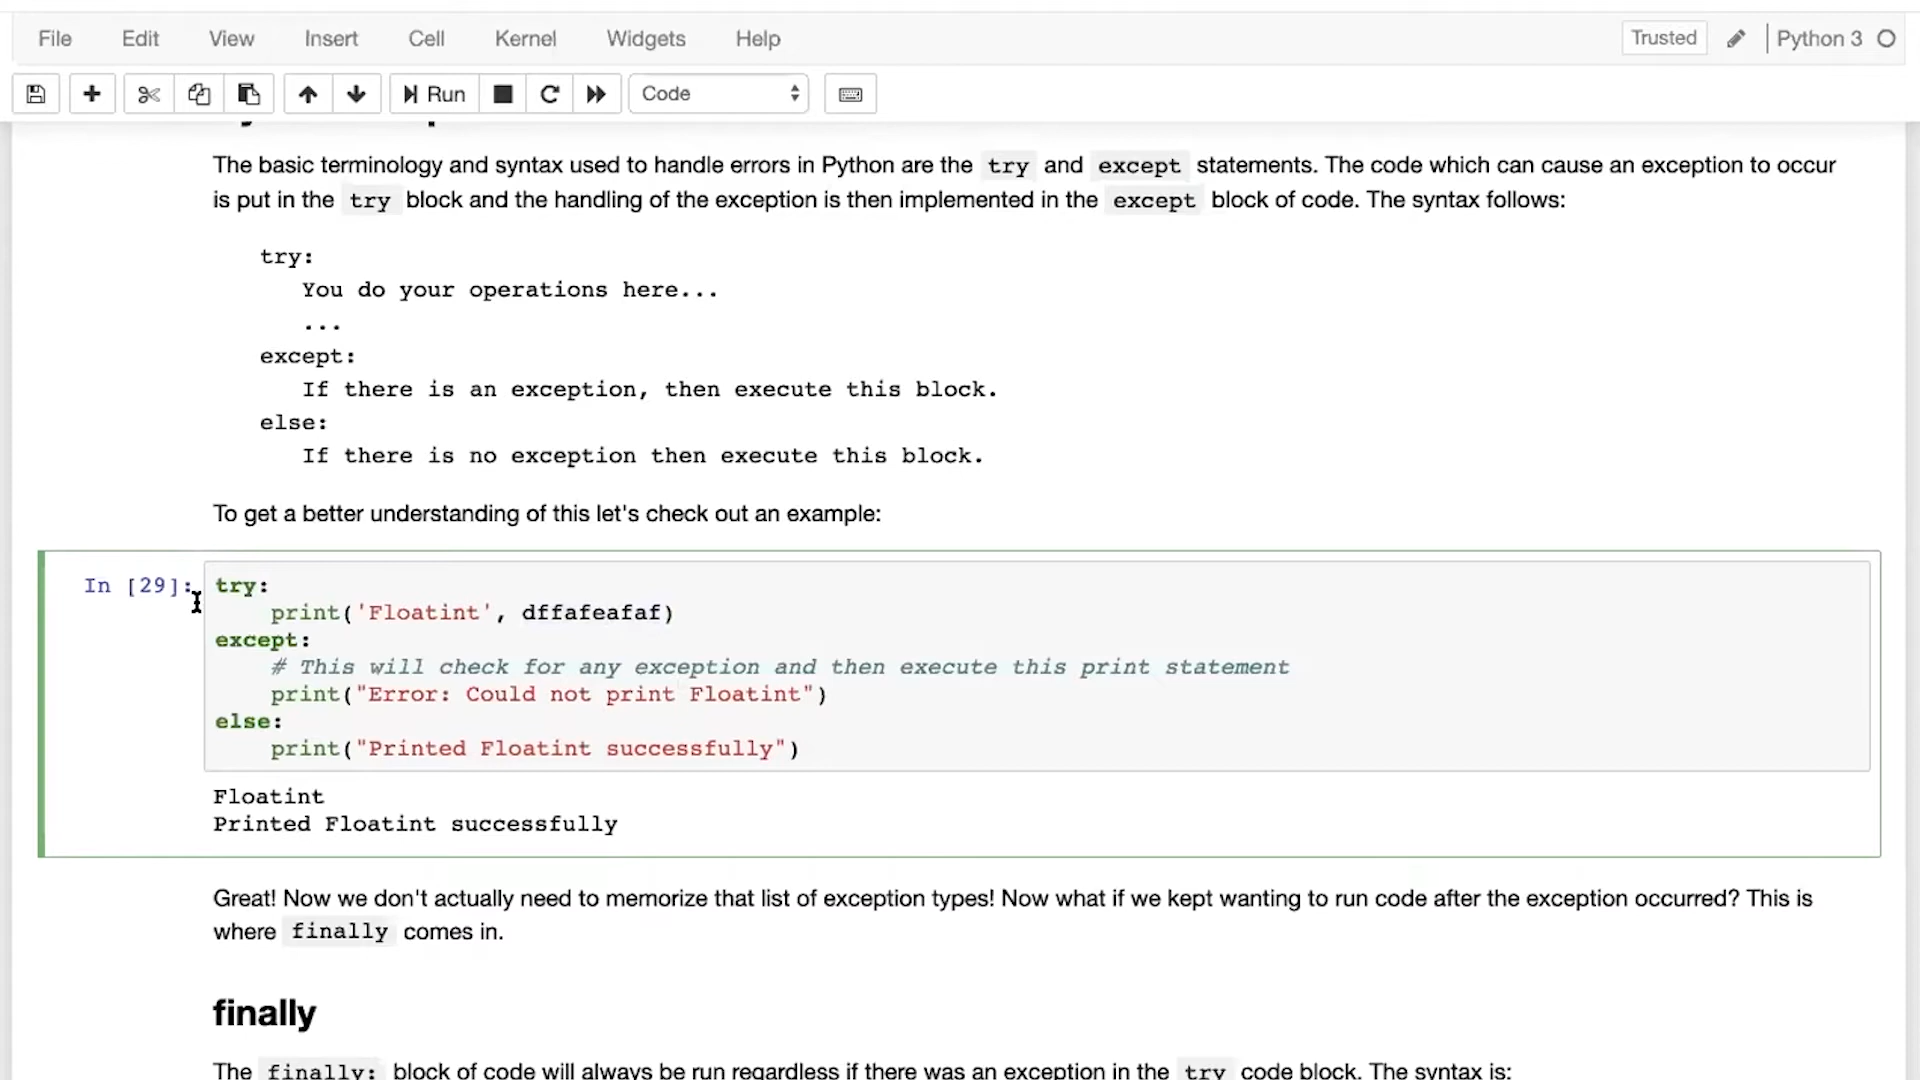 File Edit View Insert Cell Kernel Widgets Help Trusted Python 3
Run Code
The basic terminology and syntax used to handle errors in Python are the try and except statements. The code which can cause an exception to occur
is put in the try block and the handling of the exception is then implemented in the except block of code. The syntax follows:
try:
You do your operations here...
...
except:
If there is an exception, then execute this block.
else:
If there is no exception then execute this block.
To get a better understanding of this let's check out an example:
In [29]: try:
print('Floatint', dffafeafaf)
except:
# This will check for any exception and then execute this print statement
print("Error: Could not print Floatint")
else:
print("Printed Floatint successfully")
Floatint
Printed Floatint successfully
Great! Now we don't actually need to memorize that list of exception types! Now what if we kept wanting to run code after the exception occurred? This is
where finally comes in.
finally
The finally: block of code will always be run regardless if there was an exception in the try code block. The syntax is: